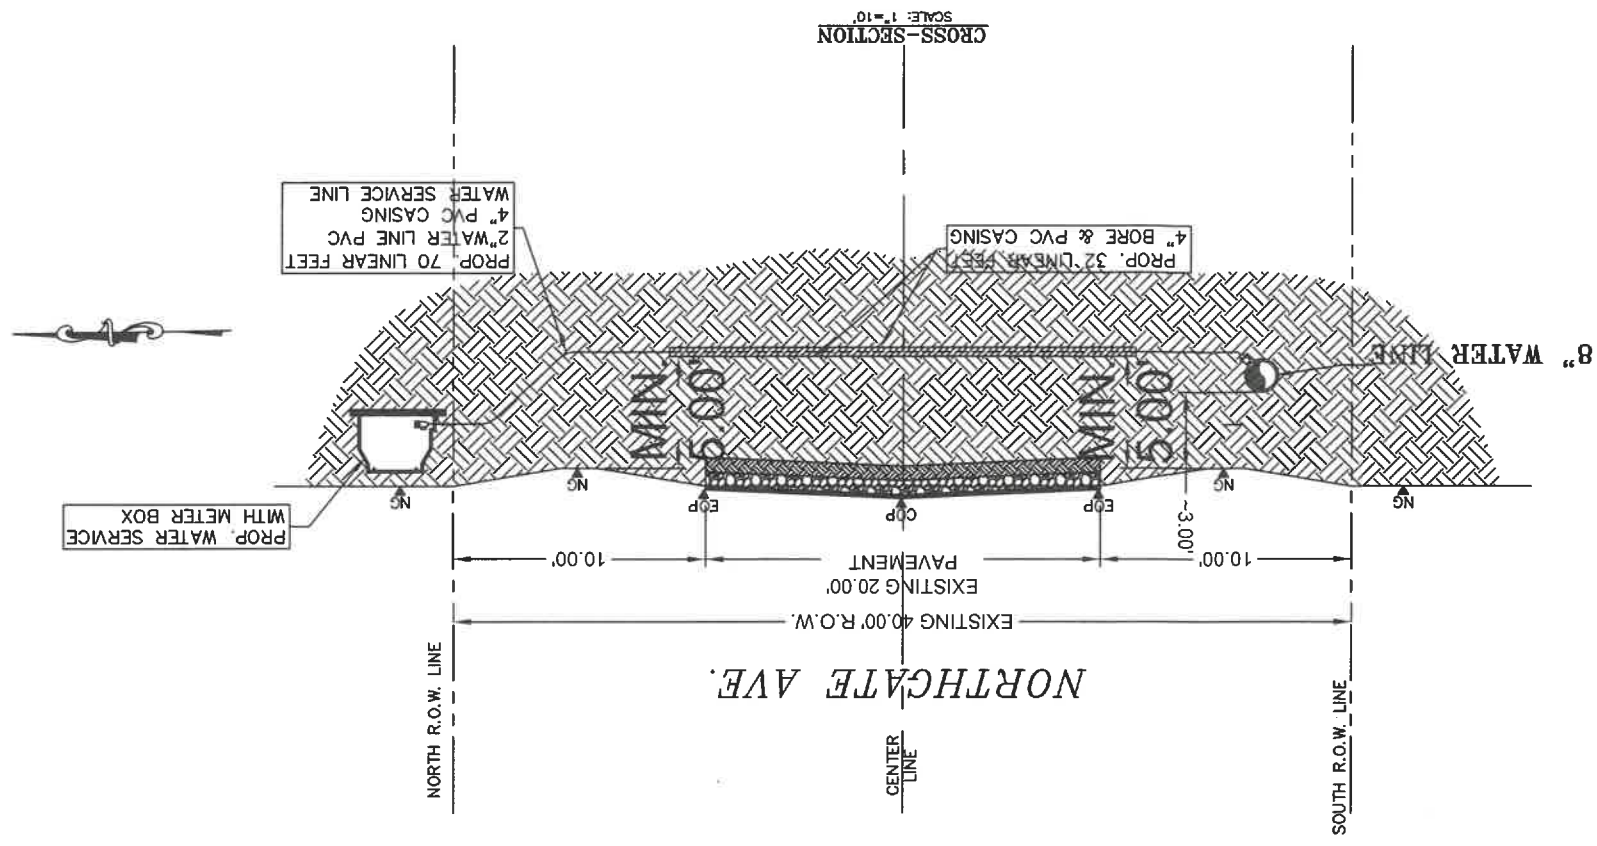 SOUTH R.O.W. LINE
CENTER
LINE
NORTH R.O.W. LINE
NORTHGATE AVE.
EXISTING 40.00' R.O.W.
EXISTING 20.00'
PAVEMENT
10.00'
10.00'
~3.00'
PROP. WATER SERVICE
WITH METER BOX
NG
NG
EOP
COP
EOP
NG
NG
MIN.
5.00'
MIN.
5.00'
8" WATER LINE
PROP. 32 LINEAR FEET
4" BORE & PVC CASING
PROP. 70 LINEAR FEET
2"WATER LINE PVC
4" PVC CASING
WATER SERVICE LINE
CROSS-SECTION
SCALE: 1"=10'